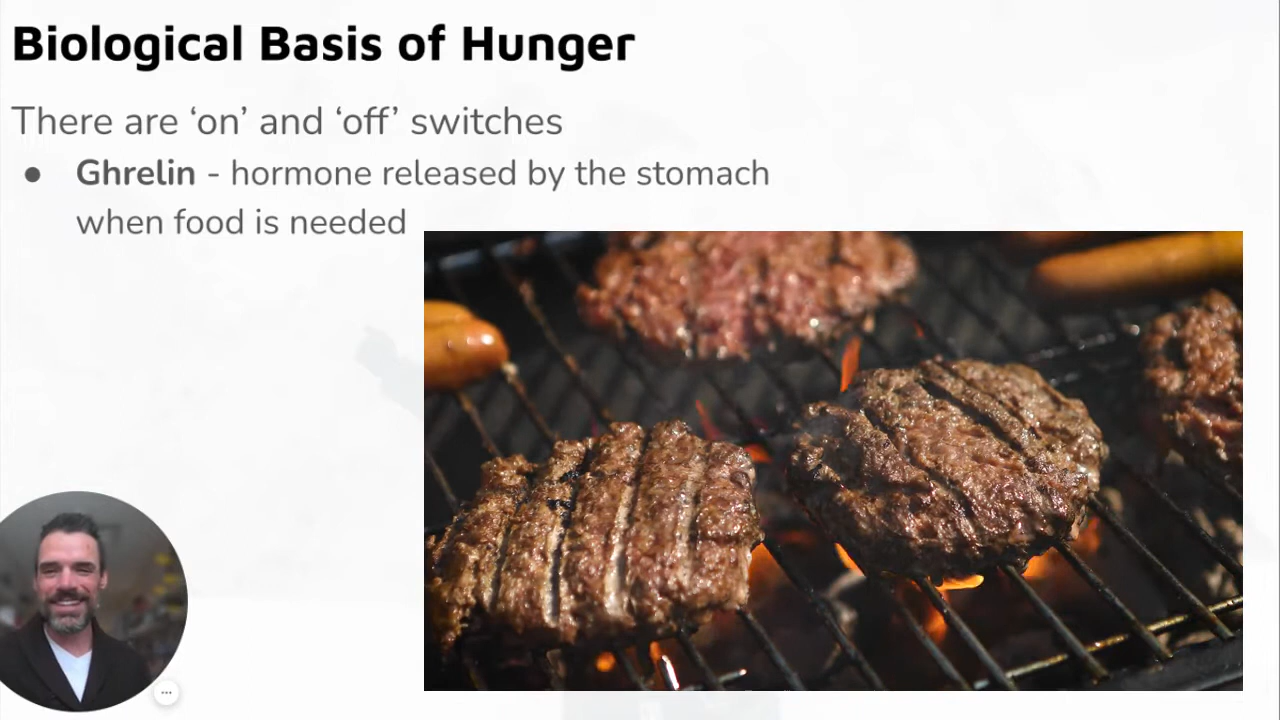 Biological Basis of Hunger
There are ‘on’ and ‘off’ switches
● Ghrelin - hormone released by the stomach
when food is needed